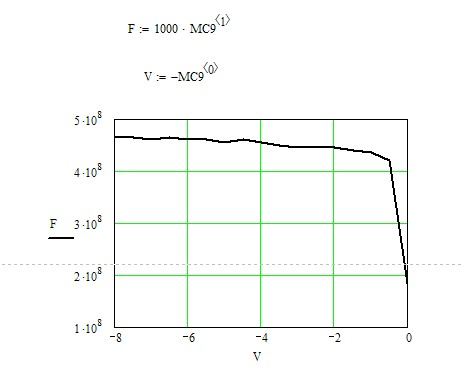 F := 1000 · MC9⟨1⟩
V := −MC9⟨0⟩
5·10⁸
4·10⁸
F 3·10⁸
2·10⁸
1·10⁸
−8 −6 −4 −2 0
V